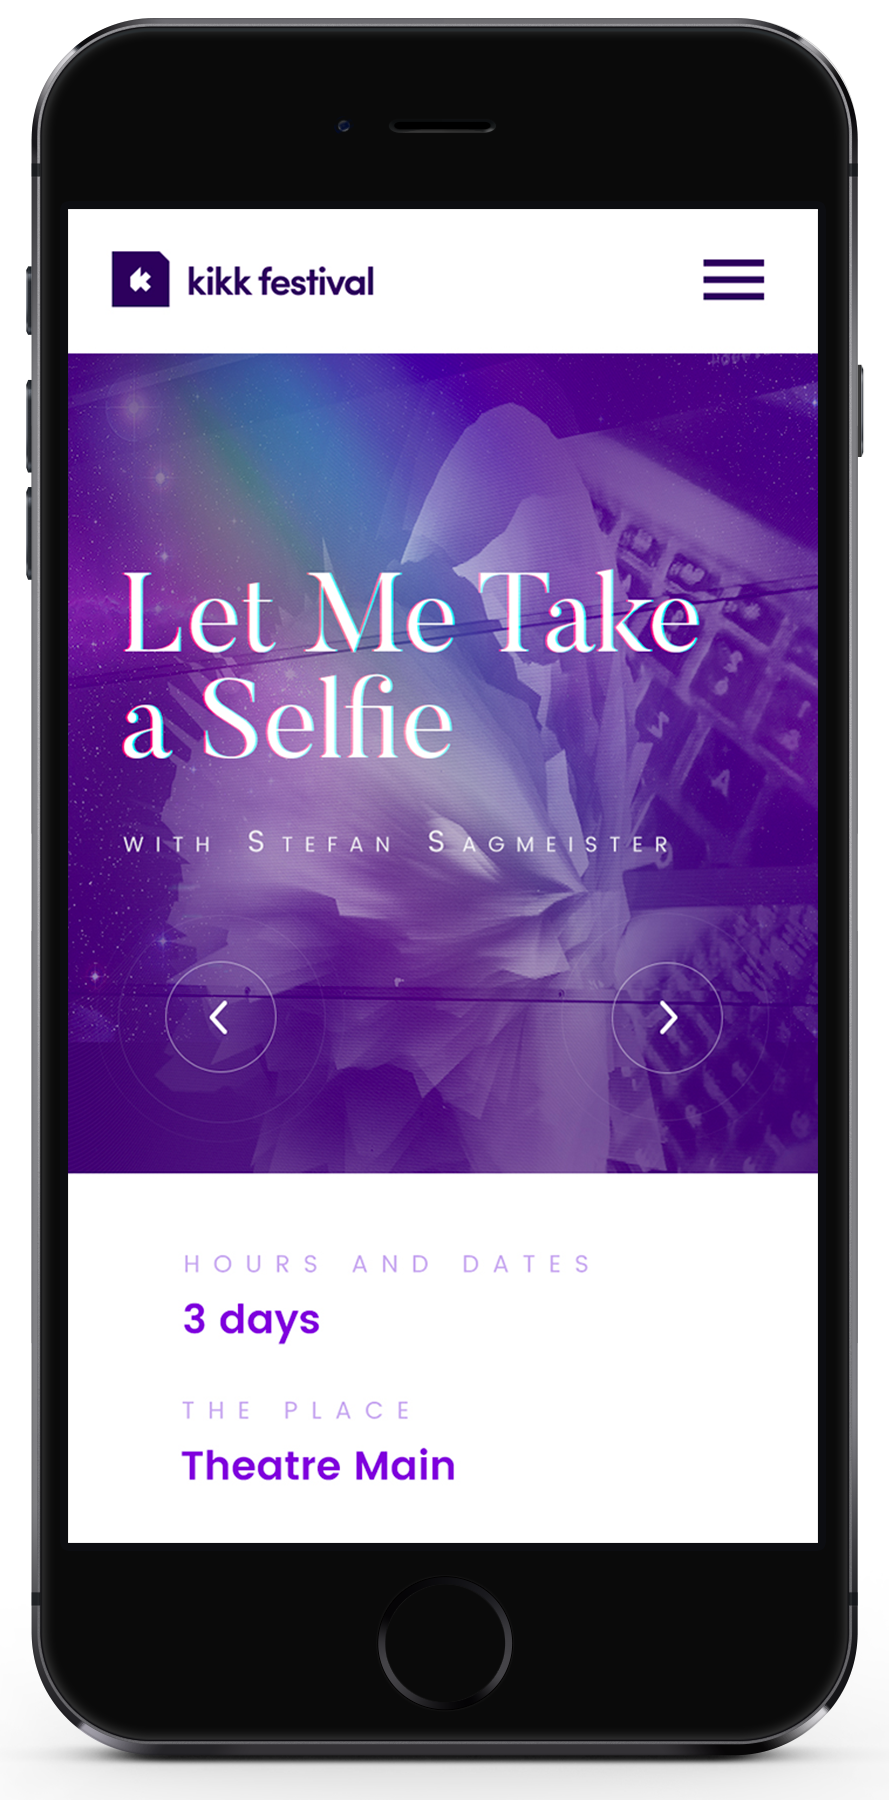 kikk festival
Let Me Take
a Selfie
WITH STEFAN SAGMEISTER
HOURS AND DATES
3 days
THE PLACE
Theatre Main